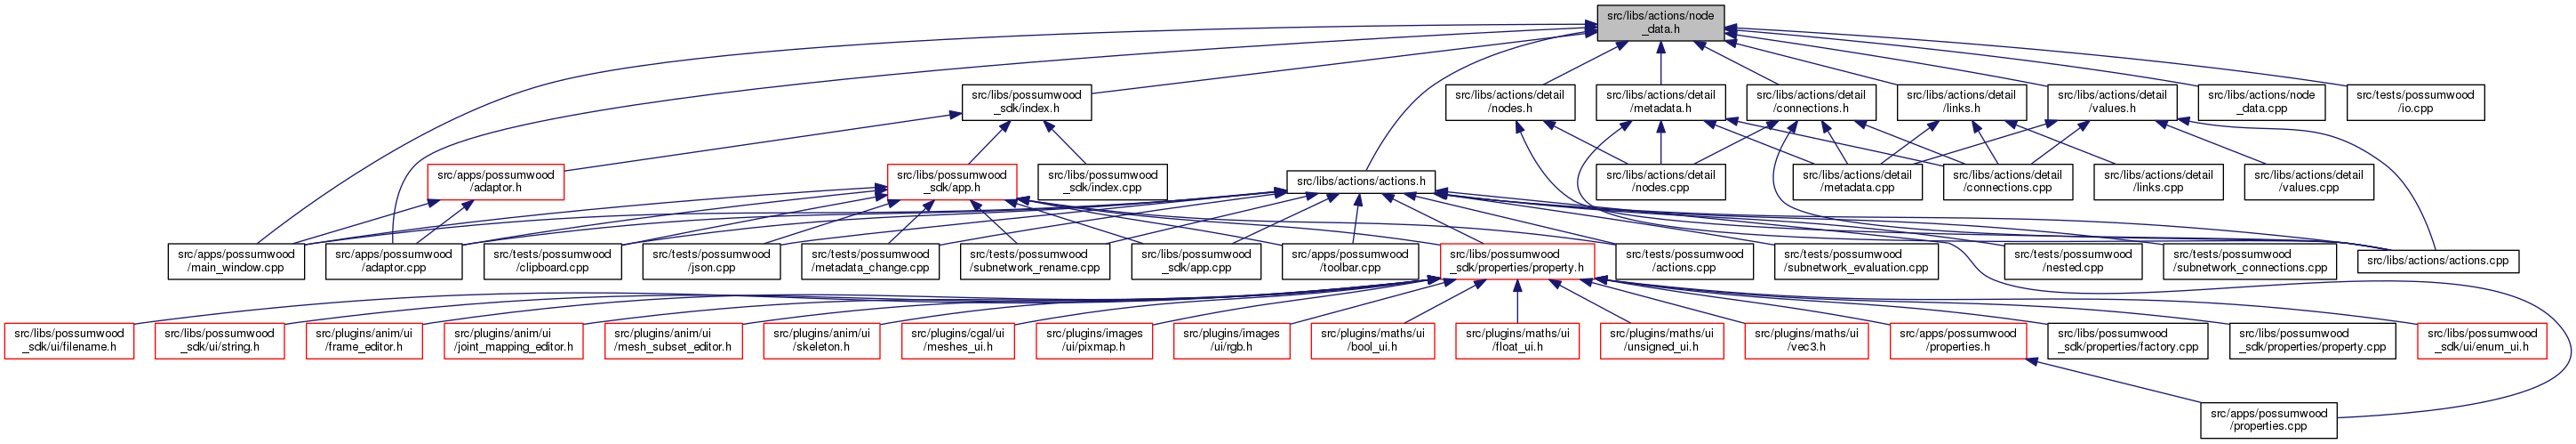 src/libs/actions/node
_data.h
src/libs/possumwood
_sdk/index.h
src/libs/actions/detail
/nodes.h
src/libs/actions/detail
/metadata.h
src/libs/actions/detail
/connections.h
src/libs/actions/detail
/links.h
src/libs/actions/detail
/values.h
src/libs/actions/node
_data.cpp
src/tests/possumwood
/io.cpp
src/apps/possumwood
/adaptor.h
src/libs/possumwood
_sdk/app.h
src/libs/possumwood
_sdk/index.cpp
src/libs/actions/actions.h
src/libs/actions/detail
/nodes.cpp
src/libs/actions/detail
/metadata.cpp
src/libs/actions/detail
/connections.cpp
src/libs/actions/detail
/links.cpp
src/libs/actions/detail
/values.cpp
src/apps/possumwood
/main_window.cpp
src/apps/possumwood
/adaptor.cpp
src/tests/possumwood
/clipboard.cpp
src/tests/possumwood
/json.cpp
src/tests/possumwood
/metadata_change.cpp
src/tests/possumwood
/subnetwork_rename.cpp
src/libs/possumwood
_sdk/app.cpp
src/apps/possumwood
/toolbar.cpp
src/libs/possumwood
_sdk/properties/property.h
src/tests/possumwood
/actions.cpp
src/tests/possumwood
/subnetwork_evaluation.cpp
src/tests/possumwood
/nested.cpp
src/tests/possumwood
/subnetwork_connections.cpp
src/libs/actions/actions.cpp
src/libs/possumwood
_sdk/ui/filename.h
src/libs/possumwood
_sdk/ui/string.h
src/plugins/anim/ui
/frame_editor.h
src/plugins/anim/ui
/joint_mapping_editor.h
src/plugins/anim/ui
/mesh_subset_editor.h
src/plugins/anim/ui
/skeleton.h
src/plugins/cgal/ui
/meshes_ui.h
src/plugins/images
/ui/pixmap.h
src/plugins/images
/ui/rgb.h
src/plugins/maths/ui
/bool_ui.h
src/plugins/maths/ui
/float_ui.h
src/plugins/maths/ui
/unsigned_ui.h
src/plugins/maths/ui
/vec3.h
src/apps/possumwood
/properties.h
src/libs/possumwood
_sdk/properties/factory.cpp
src/libs/possumwood
_sdk/properties/property.cpp
src/libs/possumwood
_sdk/ui/enum_ui.h
src/apps/possumwood
/properties.cpp